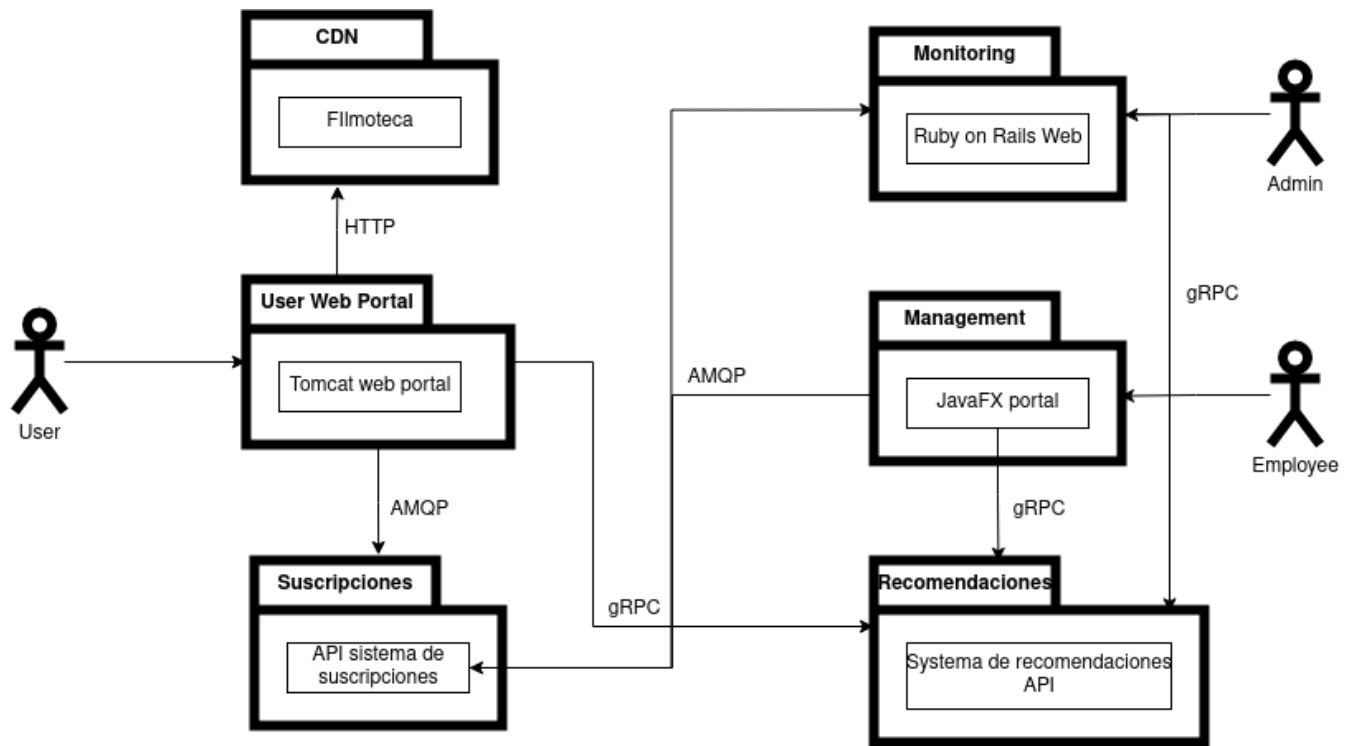 CDN
FIlmoteca
HTTP
User Web Portal
Tomcat web portal
User
AMQP
Suscripciones
API sistema de
suscripciones
gRPC
AMQP
Monitoring
Ruby on Rails Web
Admin
gRPC
Management
JavaFX portal
Employee
gRPC
Recomendaciones
Systema de recomendaciones
API